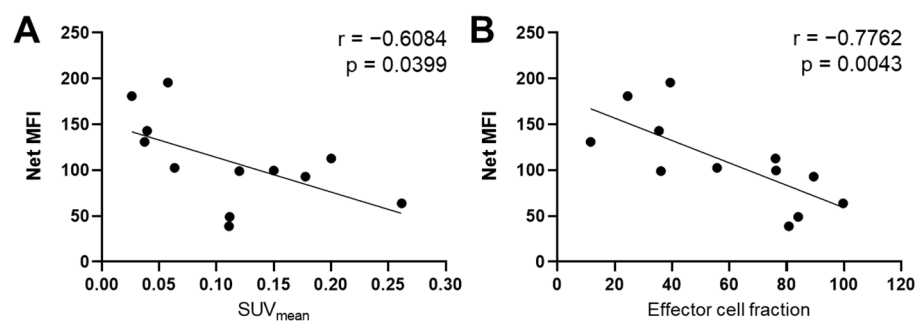 A
r = −0.6084
p = 0.0399
Net MFI
250
200
150
100
50
0
0.00 0.05 0.10 0.15 0.20 0.25 0.30
SUVmean
B
r = −0.7762
p = 0.0043
Net MFI
250
200
150
100
50
0
0 20 40 60 80 100 120
Effector cell fraction